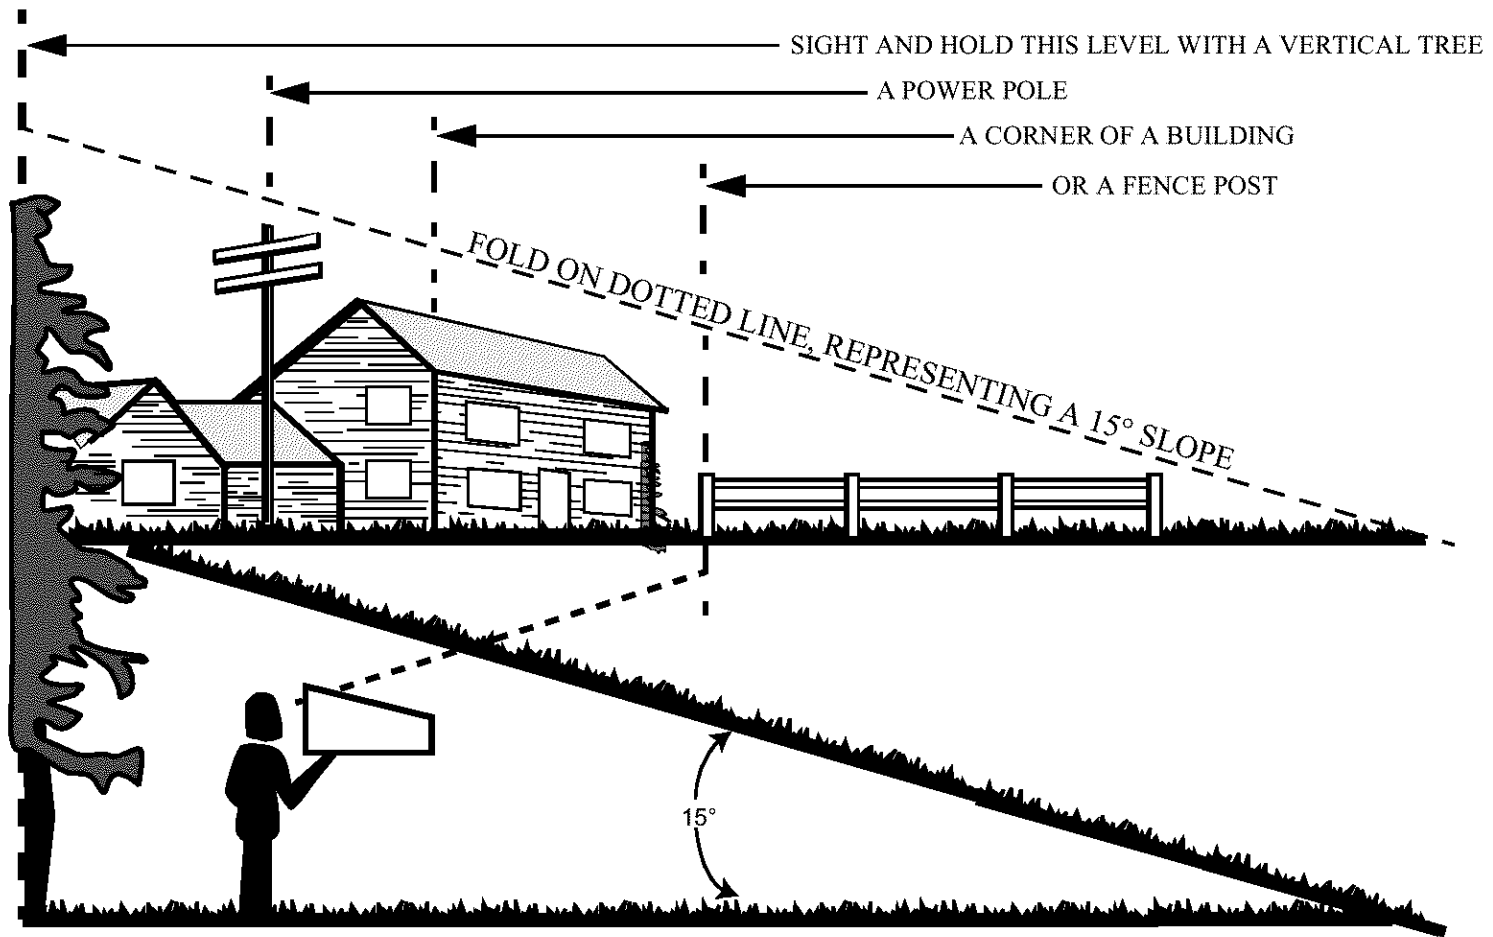 SIGHT AND HOLD THIS LEVEL WITH A VERTICAL TREE
A POWER POLE
A CORNER OF A BUILDING
OR A FENCE POST
FOLD ON DOTTED LINE, REPRESENTING A 15° SLOPE
15°